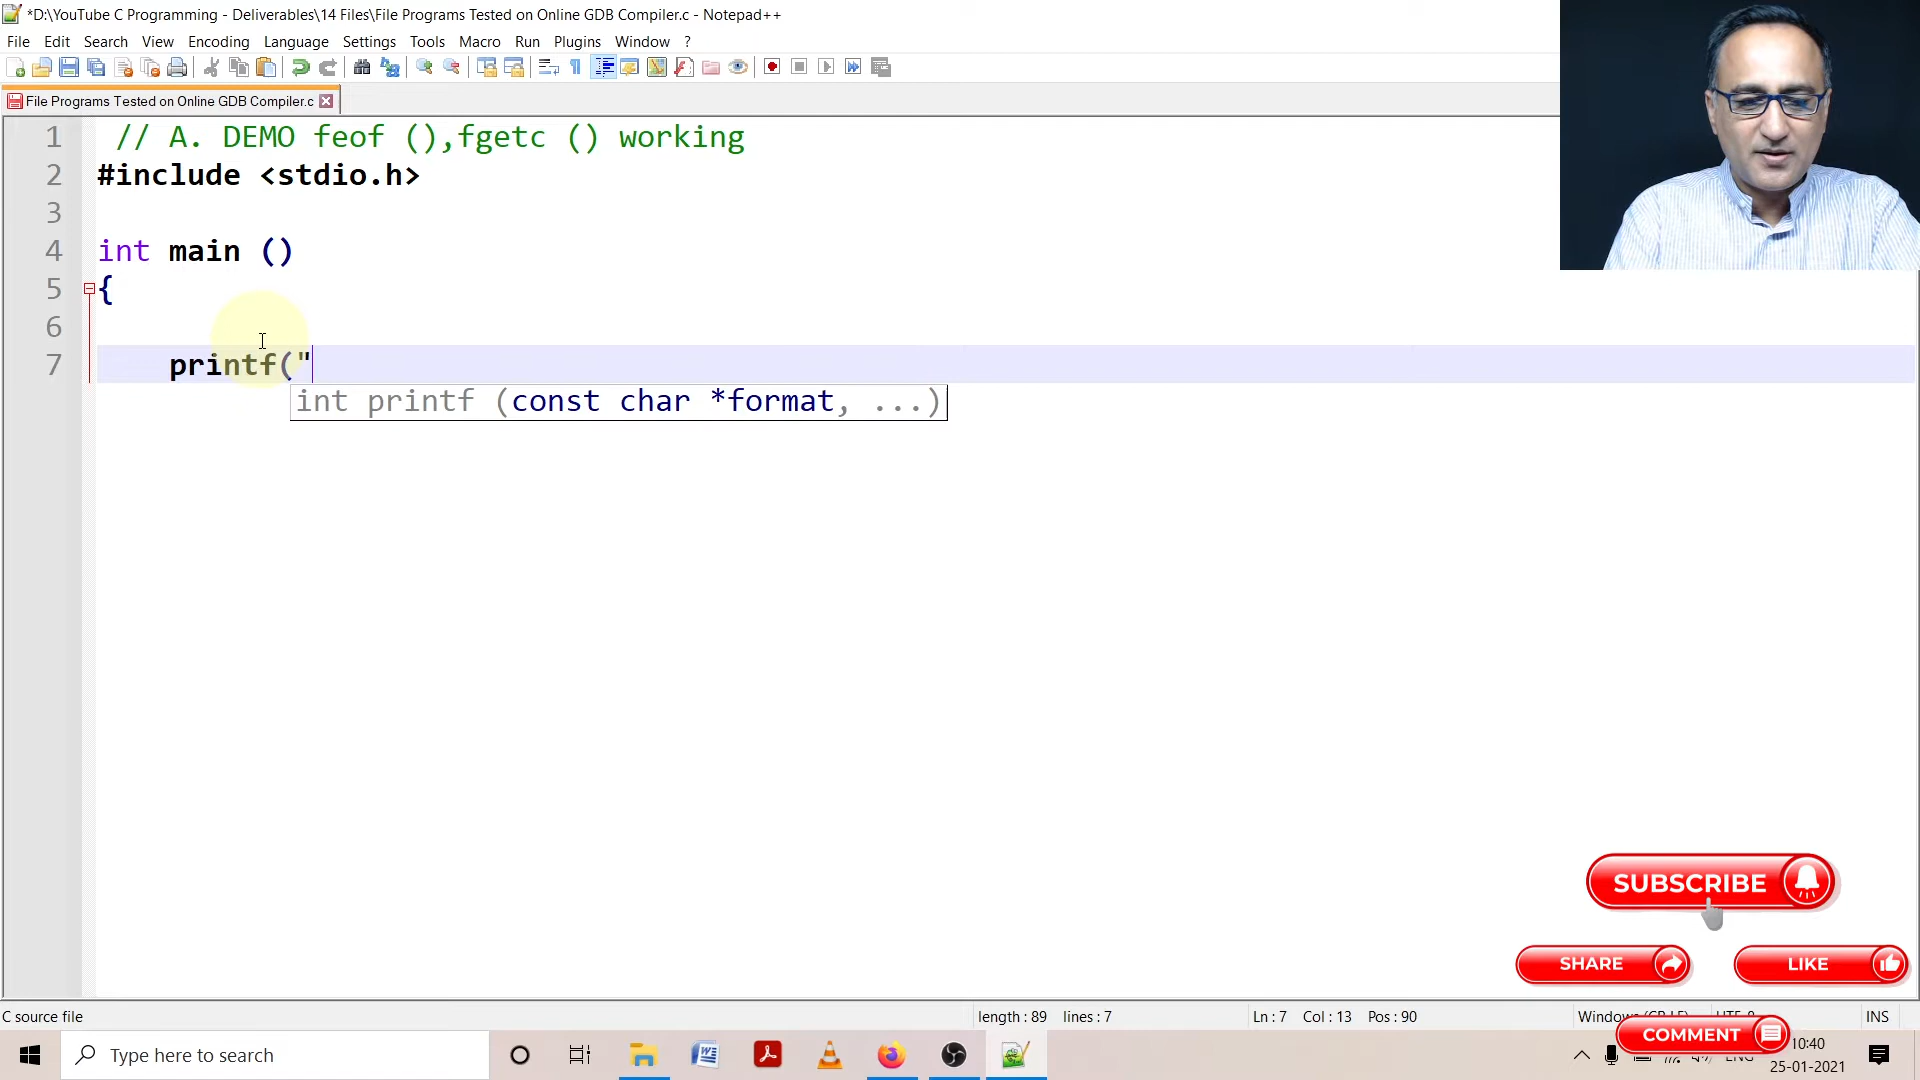 *D:\YouTube C Programming - Deliverables\14 Files\File Programs Tested on Online GDB Compiler.c - Notepad++
File Edit Search View Encoding Language Settings Tools Macro Run Plugins Window ?
File Programs Tested on Online GDB Compiler.c
1 // A. DEMO feof (),fgetc () working
2 #include <stdio.h>
3
4 int main ()
5 {
6
7 printf("
int printf (const char *format, ...)
SUBSCRIBE
SHARE
LIKE
C source file
length : 89 lines : 7
Ln : 7 Col : 13 Pos : 90
INS
COMMENT
Type here to search
10:40
25-01-2021